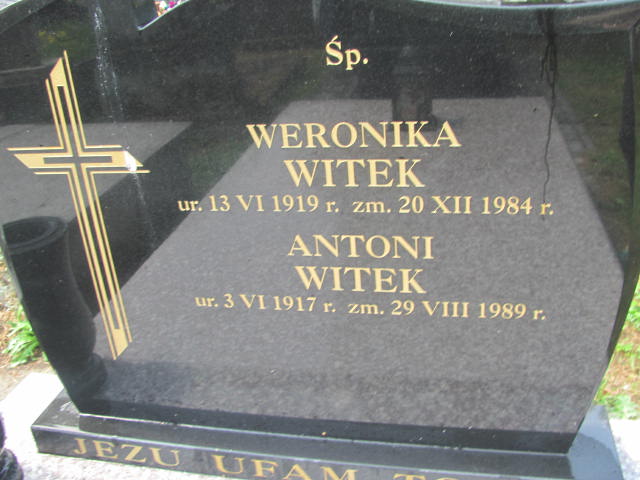 Śp.
WERONIKA
WITEK
ur. 13 VI 1919 r. zm. 20 XII 1984 r.
ANTONI
WITEK
ur. 3 VI 1917 r. zm. 29 VIII 1989 r.
JEZU UFAM